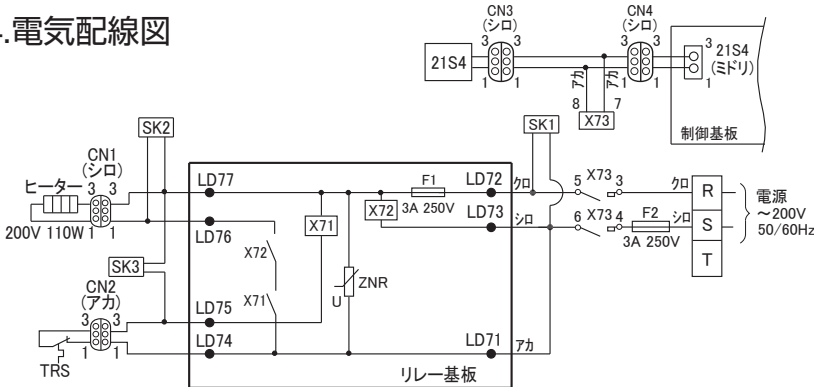 .電気配線図
CN3
(シロ)
3 3
1 1
21S4
CN4
(シロ)
3 3
1 1
3
21S4
(ミドリ)
1
制御基板
アカ
アカ
8 7
X73
SK2
SK1
CN1
(シロ)
ヒーター 3 3
200V 110W 1 1
SK3
CN2
(アカ)
3 3
1 1
TRS
LD77
LD76
LD75
LD74
X72
X71
X71
U
ZNR
F1
3A 250V
X72
LD72
LD73
LD71
リレー基板
クロ
シロ
アカ
5 X73 3
クロ
6 X73 4
F2
シロ
3A 250V
R
S
T
電源
～200V
50/60Hz